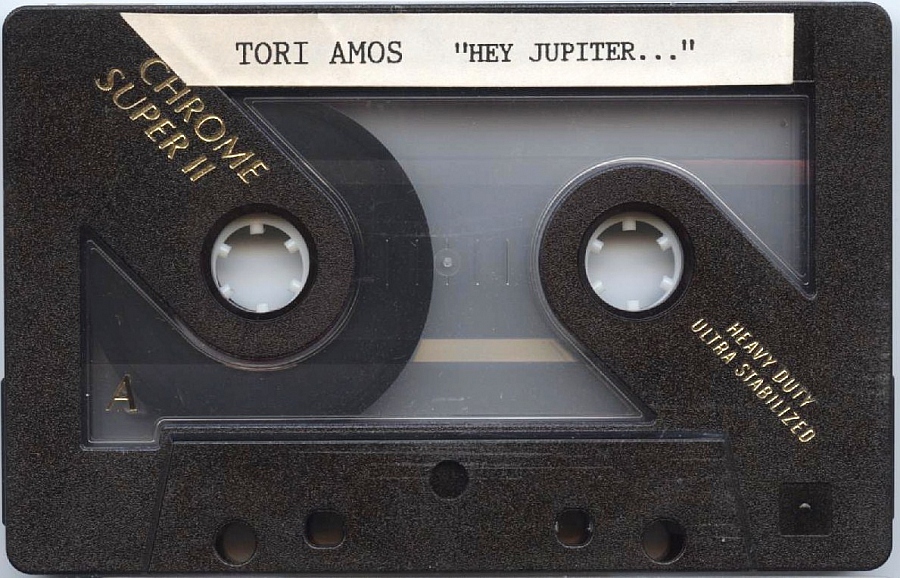 TORI AMOS "HEY JUPITER..."
CHROME
SUPER II
A
HEAVY DUTY
ULTRA STABILIZED